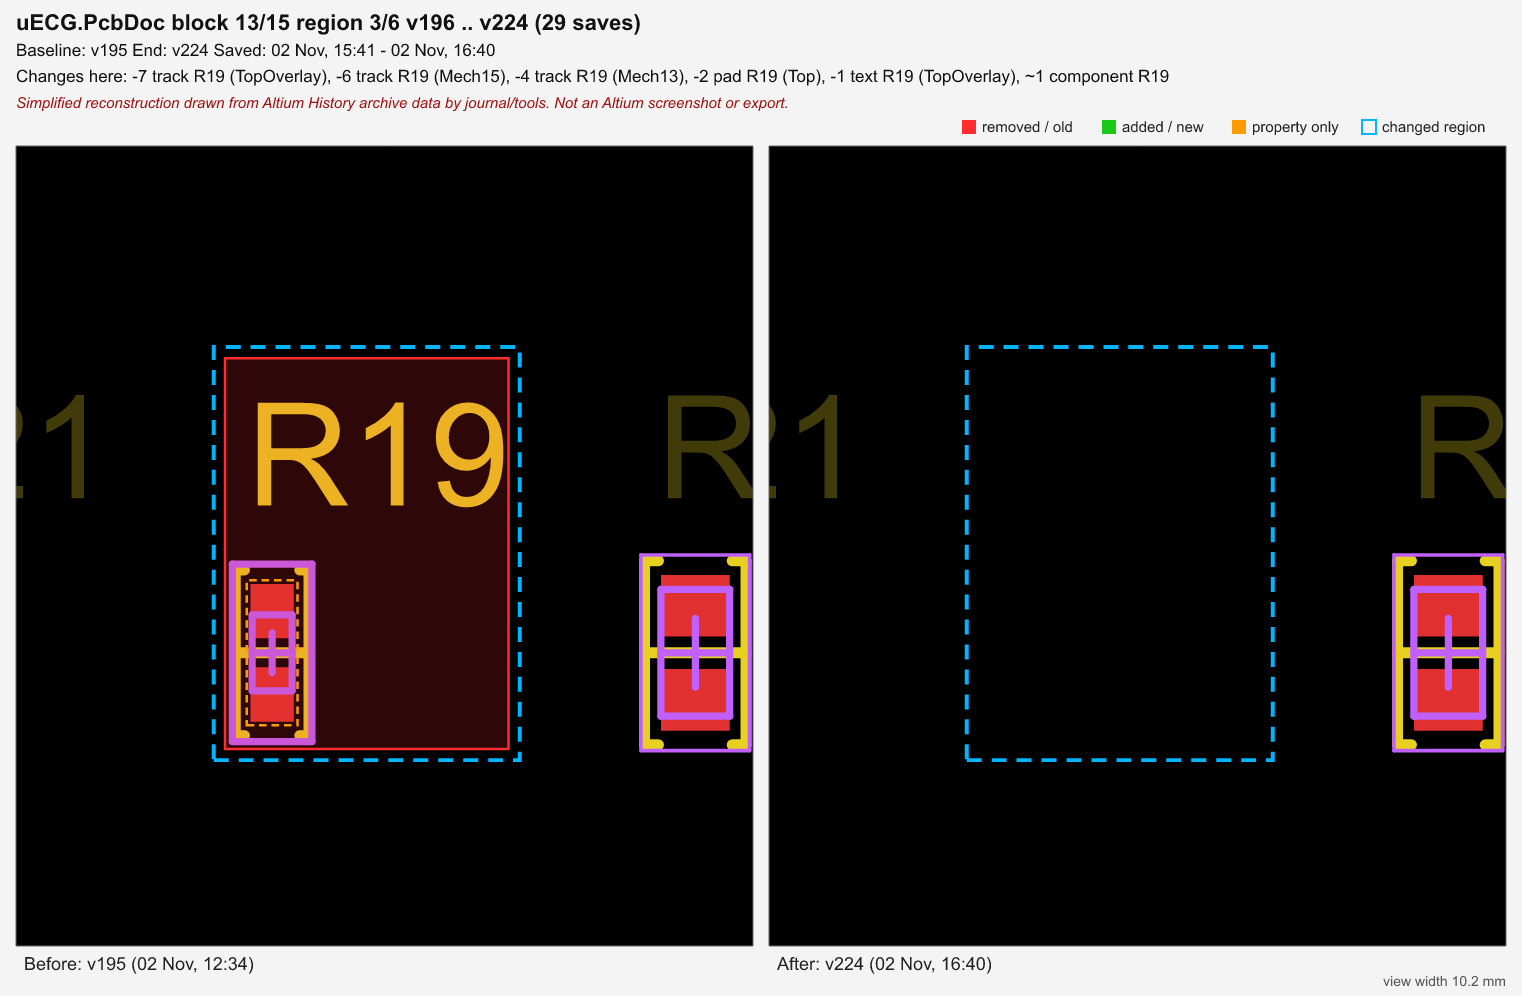 uECG.PcbDoc block 13/15 region 3/6 v196 .. v224 (29 saves)
Baseline: v195 End: v224 Saved: 02 Nov, 15:41 - 02 Nov, 16:40
Changes here: -7 track R19 (TopOverlay), -6 track R19 (Mech15), -4 track R19 (Mech13), -2 pad R19 (Top), -1 text R19 (TopOverlay), ~1 component R19
Simplified reconstruction drawn from Altium History archive data by journal/tools. Not an Altium screenshot or export.
removed / old
added / new
property only
changed region
1
R19
R
1
R
Before: v195 (02 Nov, 12:34)
After: v224 (02 Nov, 16:40)
view width 10.2 mm